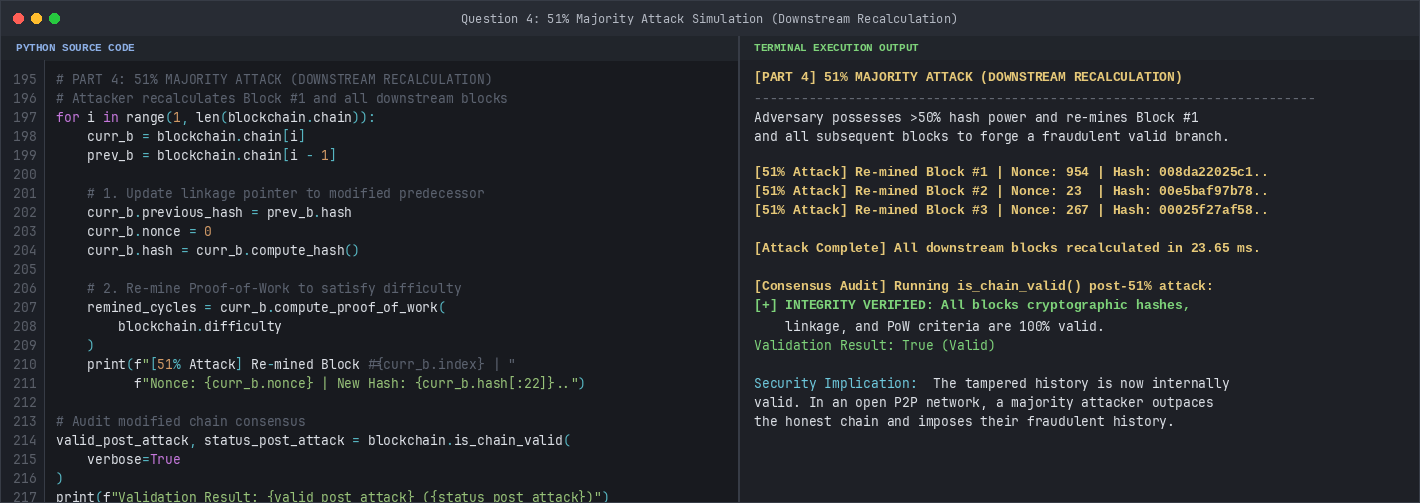 Question 4: 51% Majority Attack Simulation (Downstream Recalculation)
PYTHON SOURCE CODE
195 # PART 4: 51% MAJORITY ATTACK (DOWNSTREAM RECALCULATION)
196 # Attacker recalculates Block #1 and all downstream blocks
197 for i in range(1, len(blockchain.chain)):
198     curr_b = blockchain.chain[i]
199     prev_b = blockchain.chain[i - 1]
200
201     # 1. Update linkage pointer to modified predecessor
202     curr_b.previous_hash = prev_b.hash
203     curr_b.nonce = 0
204     curr_b.hash = curr_b.compute_hash()
205
206     # 2. Re-mine Proof-of-Work to satisfy difficulty
207     remined_cycles = curr_b.compute_proof_of_work(
208         blockchain.difficulty
209     )
210     print(f"[51% Attack] Re-mined Block #{curr_b.index} | "
211           f"Nonce: {curr_b.nonce} | New Hash: {curr_b.hash[:22]}..")
212
213 # Audit modified chain consensus
214 valid_post_attack, status_post_attack = blockchain.is_chain_valid(
215     verbose=True
216 )
217 print(f"Validation Result: {valid_post_attack} ({status_post_attack})")
TERMINAL EXECUTION OUTPUT
[PART 4] 51% MAJORITY ATTACK (DOWNSTREAM RECALCULATION)
------------------------------------------------------------------------
Adversary possesses >50% hash power and re-mines Block #1
and all subsequent blocks to forge a fraudulent valid branch.
[51% Attack] Re-mined Block #1 | Nonce: 954 | Hash: 008da22025c1..
[51% Attack] Re-mined Block #2 | Nonce: 23  | Hash: 00e5baf97b78..
[51% Attack] Re-mined Block #3 | Nonce: 267 | Hash: 00025f27af58..
[Attack Complete] All downstream blocks recalculated in 23.65 ms.
[Consensus Audit] Running is_chain_valid() post-51% attack:
[+] INTEGRITY VERIFIED: All blocks cryptographic hashes,
    linkage, and PoW criteria are 100% valid.
Validation Result: True (Valid)
Security Implication:  The tampered history is now internally
valid. In an open P2P network, a majority attacker outpaces
the honest chain and imposes their fraudulent history.